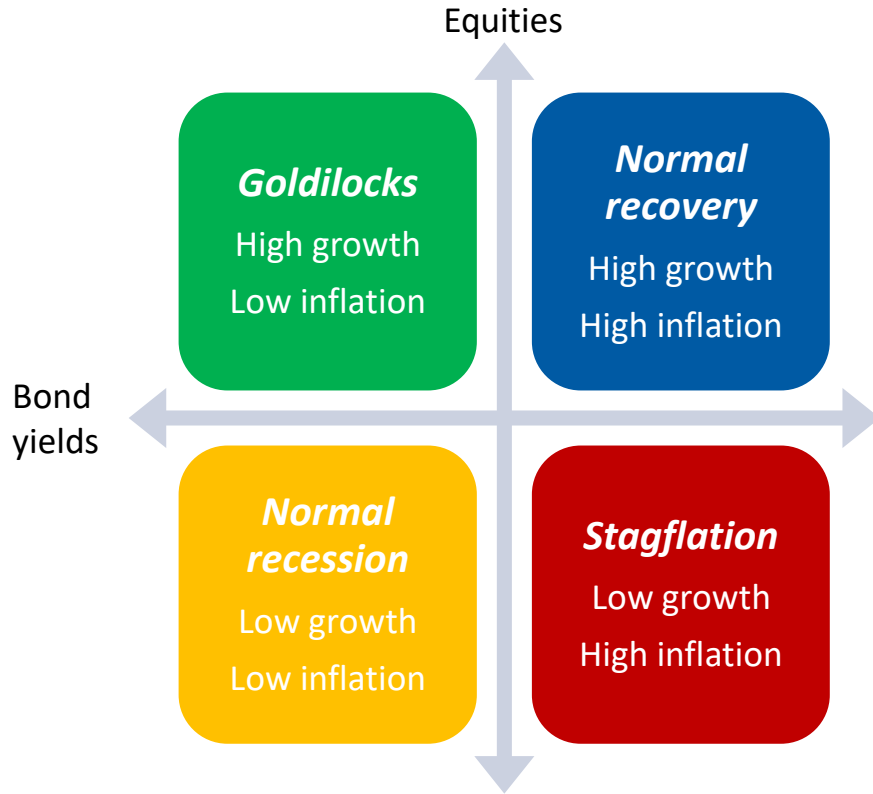 Equities
Goldilocks
High growth
Low inflation
Normal
recovery
High growth
High inflation
Bond
yields
Normal
recession
Low growth
Low inflation
Stagflation
Low growth
High inflation